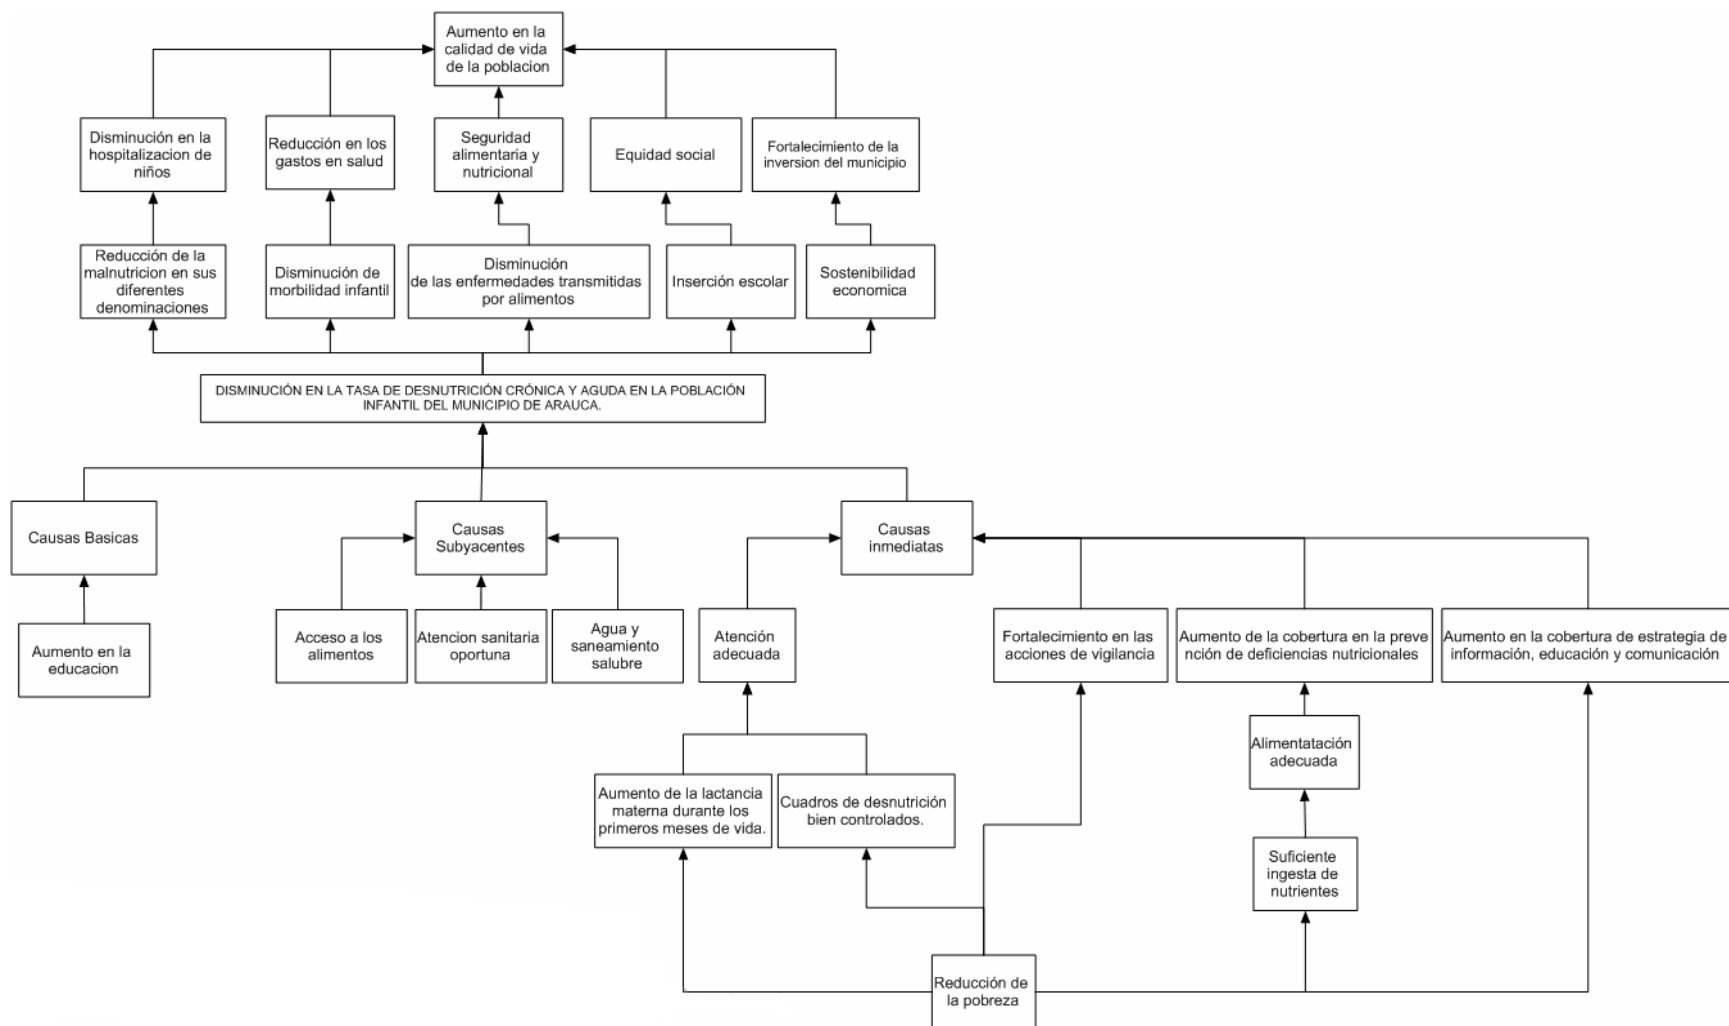 Aumento en la
calidad de vida
de la poblacion
Disminución en la
hospitalizacion de
niños
Reducción en los
gastos en salud
Seguridad
alimentaria y
nutricional
Equidad social
Fortalecimiento de la
inversion del municipio
Reducción de la
malnutricion en sus
diferentes
denominaciones
Disminución de
morbilidad infantil
Disminución
de las enfermedades transmitidas
por alimentos
Inserción escolar
Sostenibilidad
economica
DISMINUCIÓN EN LA TASA DE DESNUTRICIÓN CRÓNICA Y AGUDA EN LA POBLACIÓN
INFANTIL DEL MUNICIPIO DE ARAUCA.
Causas Basicas
Causas
Subyacentes
Causas
inmediatas
Aumento en la
educacion
Acceso a los
alimentos
Atencion sanitaria
oportuna
Agua y
saneamiento
salubre
Atención
adecuada
Fortalecimiento en las
acciones de vigilancia
Aumento de la cobertura en la preve
nción de deficiencias nutricionales
Aumento en la cobertura de estrategia de
información, educación y comunicación
Alimentatación
adecuada
Aumento de la lactancia
materna durante los
primeros meses de vida.
Cuadros de desnutrición
bien controlados.
Suficiente
ingesta de
nutrientes
Reducción de
la pobreza